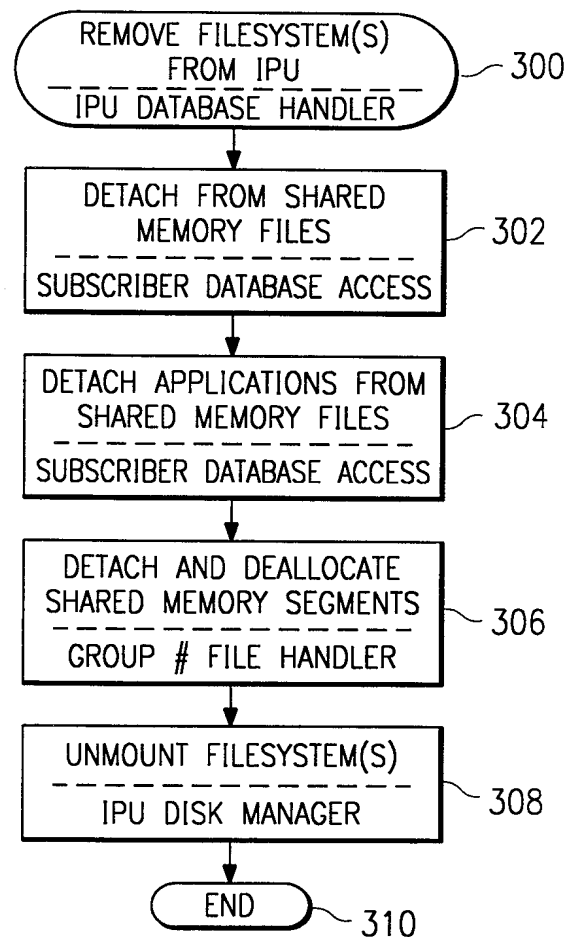 REMOVE FILESYSTEM(S)
FROM IPU
IPU DATABASE HANDLER
300
DETACH FROM SHARED
MEMORY FILES
SUBSCRIBER DATABASE ACCESS
302
DETACH APPLICATIONS FROM
SHARED MEMORY FILES
SUBSCRIBER DATABASE ACCESS
304
DETACH AND DEALLOCATE
SHARED MEMORY SEGMENTS
GROUP # FILE HANDLER
306
UNMOUNT FILESYSTEM(S)
IPU DISK MANAGER
308
END
310